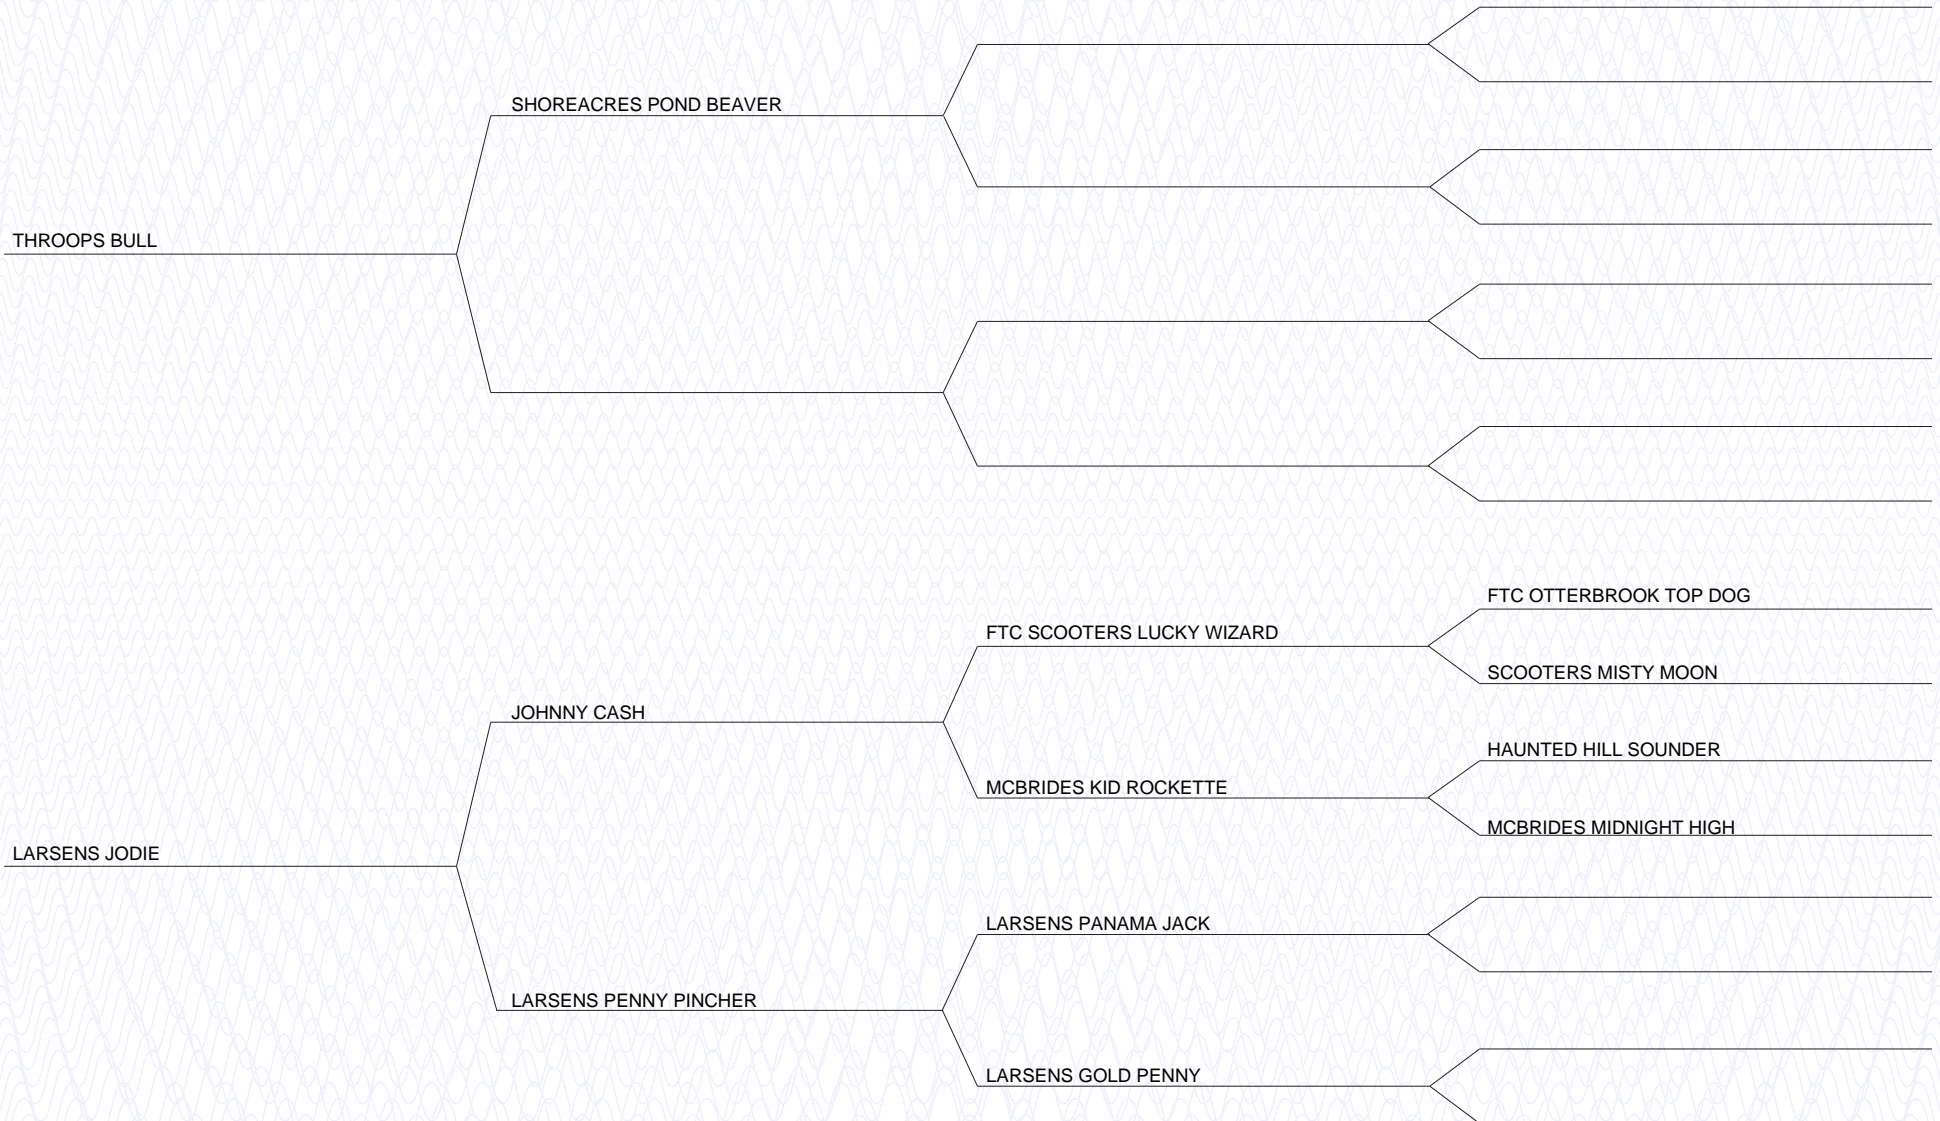 SHOREACRES POND BEAVER
THROOPS BULL
FTC OTTERBROOK TOP DOG
FTC SCOOTERS LUCKY WIZARD
SCOOTERS MISTY MOON
JOHNNY CASH
HAUNTED HILL SOUNDER
MCBRIDES KID ROCKETTE
MCBRIDES MIDNIGHT HIGH
LARSENS JODIE
LARSENS PANAMA JACK
LARSENS PENNY PINCHER
LARSENS GOLD PENNY